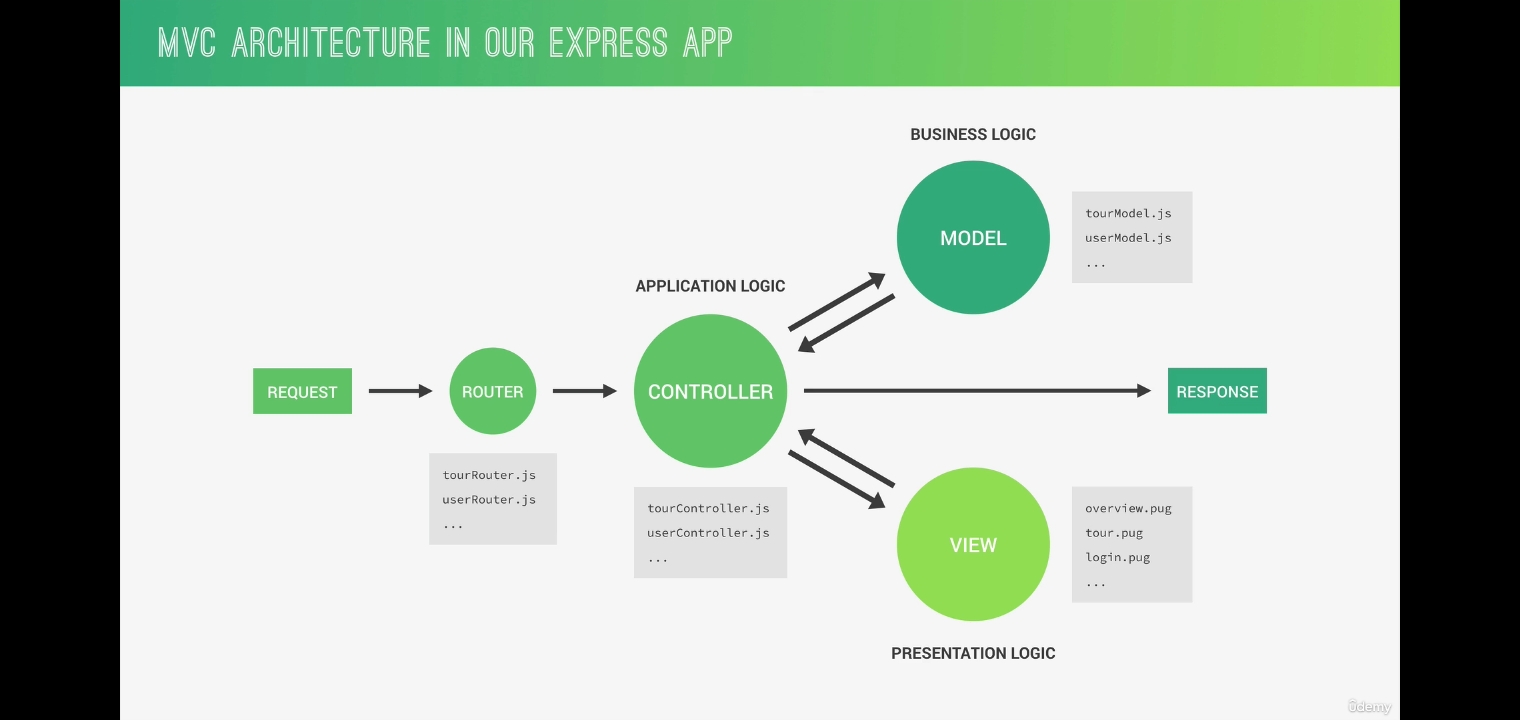 MVC ARCHITECTURE IN OUR EXPRESS APP
BUSINESS LOGIC
MODEL
tourModel.js
userModel.js
...
APPLICATION LOGIC
REQUEST
ROUTER
CONTROLLER
RESPONSE
tourRouter.js
userRouter.js
...
tourController.js
userController.js
...
VIEW
overview.pug
tour.pug
login.pug
...
PRESENTATION LOGIC
ûdemy